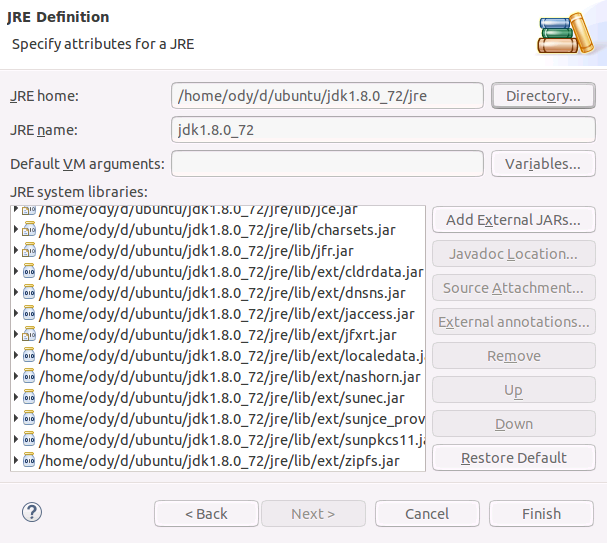 JRE Definition
Specify attributes for a JRE
JRE home: /home/ody/d/ubuntu/jdk1.8.0_72/jre Directory...
JRE name: jdk1.8.0_72
Default VM arguments: Variables...
JRE system libraries:
/home/ody/d/ubuntu/jdk1.8.0_72/jre/lib/jce.jar
/home/ody/d/ubuntu/jdk1.8.0_72/jre/lib/charsets.jar
/home/ody/d/ubuntu/jdk1.8.0_72/jre/lib/jfr.jar
/home/ody/d/ubuntu/jdk1.8.0_72/jre/lib/ext/cldrdata.jar
/home/ody/d/ubuntu/jdk1.8.0_72/jre/lib/ext/dnsns.jar
/home/ody/d/ubuntu/jdk1.8.0_72/jre/lib/ext/jaccess.jar
/home/ody/d/ubuntu/jdk1.8.0_72/jre/lib/ext/jfxrt.jar
/home/ody/d/ubuntu/jdk1.8.0_72/jre/lib/ext/localedata.j
/home/ody/d/ubuntu/jdk1.8.0_72/jre/lib/ext/nashorn.jar
/home/ody/d/ubuntu/jdk1.8.0_72/jre/lib/ext/sunec.jar
/home/ody/d/ubuntu/jdk1.8.0_72/jre/lib/ext/sunjce_prov
/home/ody/d/ubuntu/jdk1.8.0_72/jre/lib/ext/sunpkcs11.ja
/home/ody/d/ubuntu/jdk1.8.0_72/jre/lib/ext/zipfs.jar
Add External JARs...
Javadoc Location...
Source Attachment...
External annotations...
Remove
Up
Down
Restore Default
? < Back Next > Cancel Finish